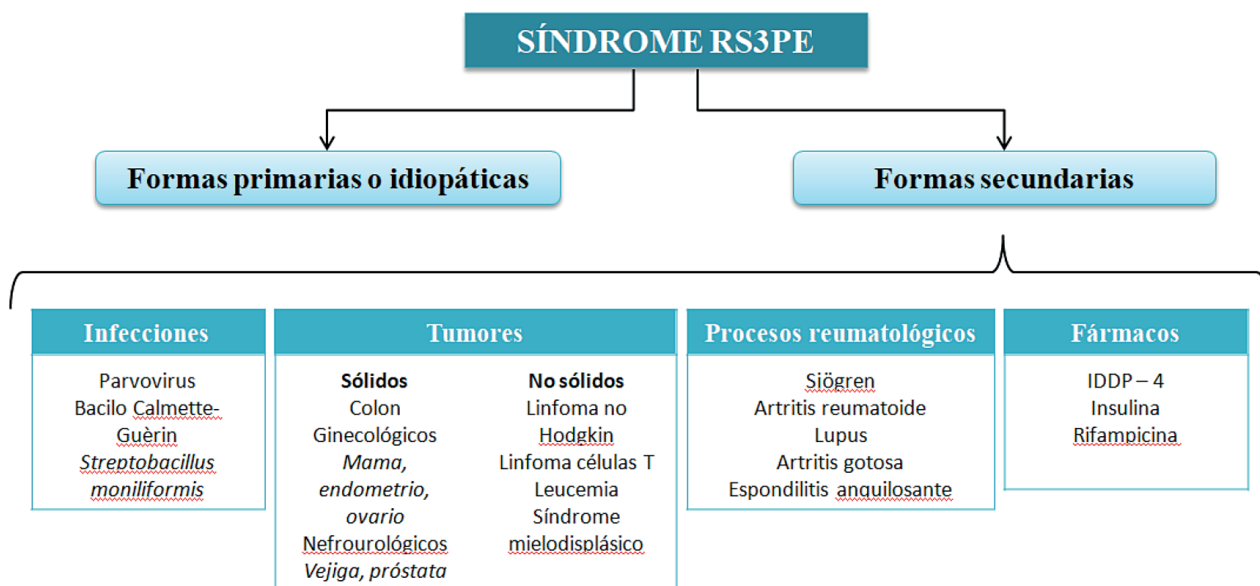 SÍNDROME RS3PE
Formas primarias o idiopáticas
Formas secundarias
Infecciones
Parvovirus
Bacilo Calmette-
Guèrin
Streptobacillus
moniliformis
Tumores
Sólidos
Colon
Ginecológicos
Mama,
endometrio,
ovario
Nefrourológicos
Vejiga, próstata
No sólidos
Linfoma no
Hodgkin
Linfoma células T
Leucemia
Síndrome
mielodisplásico
Procesos reumatológicos
Siögren
Artritis reumatoide
Lupus
Artritis gotosa
Espondilitis anquilosante
Fármacos
IDDP – 4
Insulina
Rifampicina